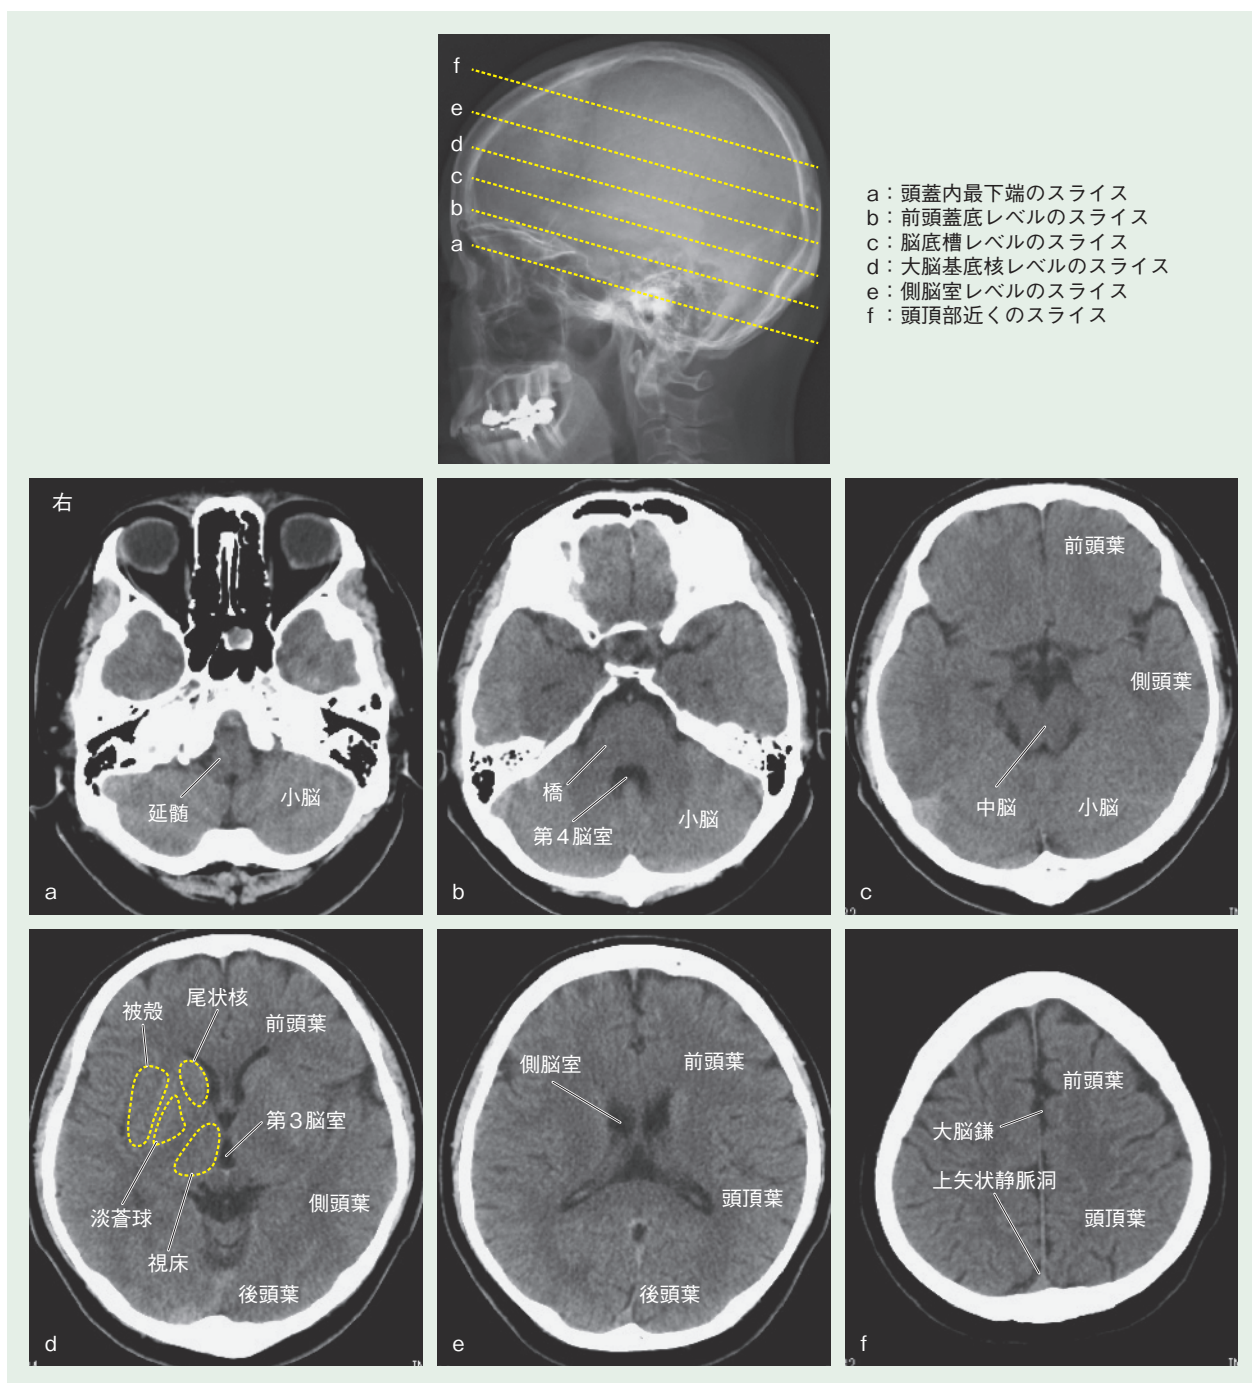 f
e
d
c
b
a
a：頭蓋内最下端のスライス
b：前頭蓋底レベルのスライス
c：脳底槽レベルのスライス
d：大脳基底核レベルのスライス
e：側脳室レベルのスライス
f：頭頂部近くのスライス
右
延髄
小脳
a
橋
第4脳室
小脳
b
前頭葉
側頭葉
中脳
小脳
c
被殻
尾状核
前頭葉
第3脳室
側頭葉
淡蒼球
視床
後頭葉
d
側脳室
前頭葉
頭頂葉
後頭葉
e
前頭葉
大脳鎌
上矢状静脈洞
頭頂葉
f